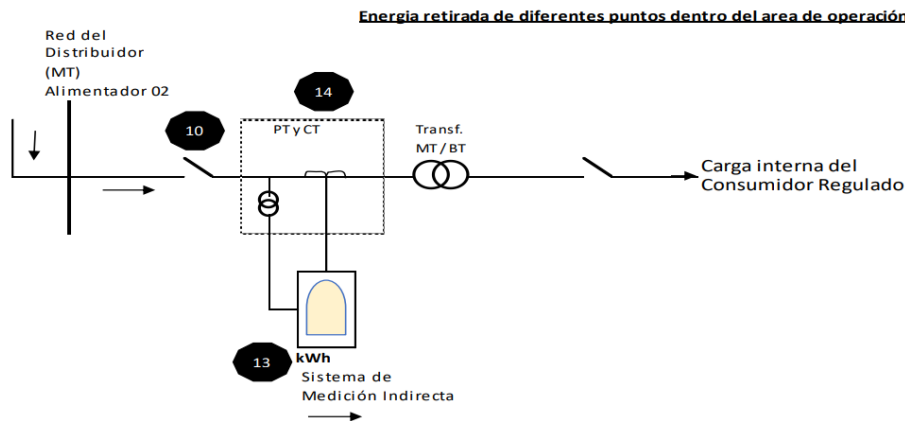 Energia retirada de diferentes puntos dentro del area de operación
Red del
Distribuidor
(MT)
Alimentador 02
14
10
PT y CT
Transf.
MT / BT
Carga interna del
Consumidor Regulado
13
kWh
Sistema de
Medición Indirecta